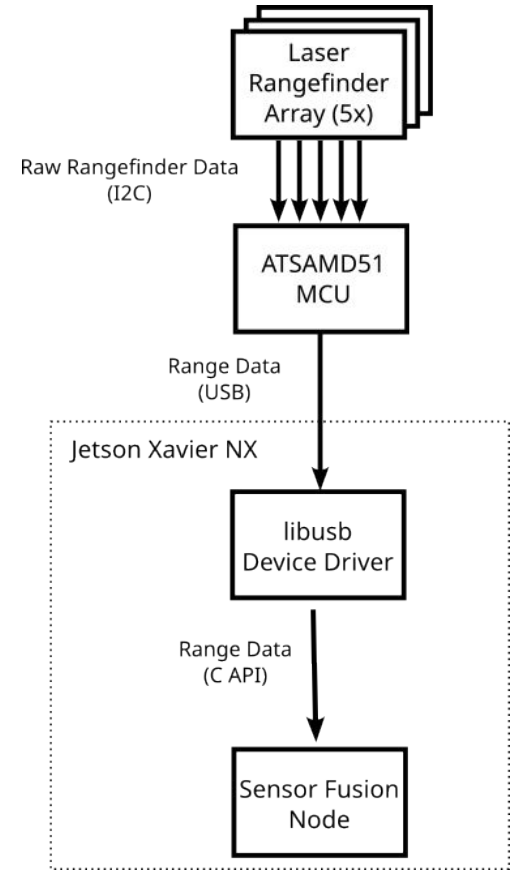 Laser
Rangefinder
Array (5x)
Raw Rangefinder Data
(I2C)
ATSAMD51
MCU
Range Data
(USB)
Jetson Xavier NX
libusb
Device Driver
Range Data
(C API)
Sensor Fusion
Node